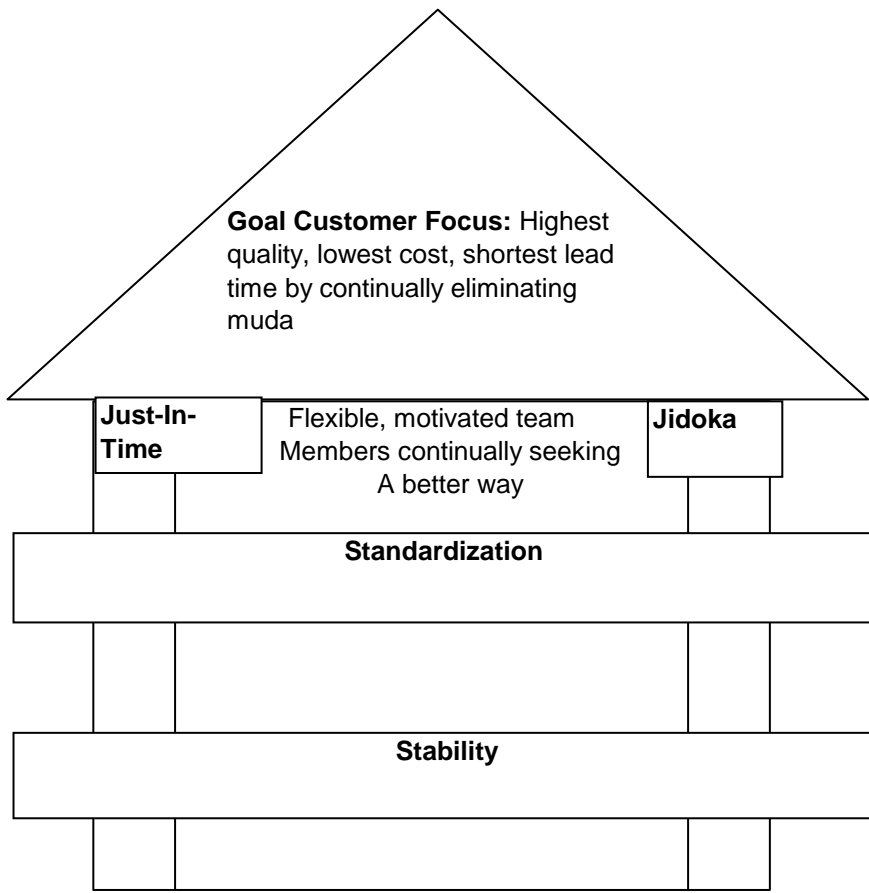 Goal Customer Focus: Highest
quality, lowest cost, shortest lead
time by continually eliminating
muda
Just-In-
Time
Flexible, motivated team
Members continually seeking
A better way
Jidoka
Standardization
Stability